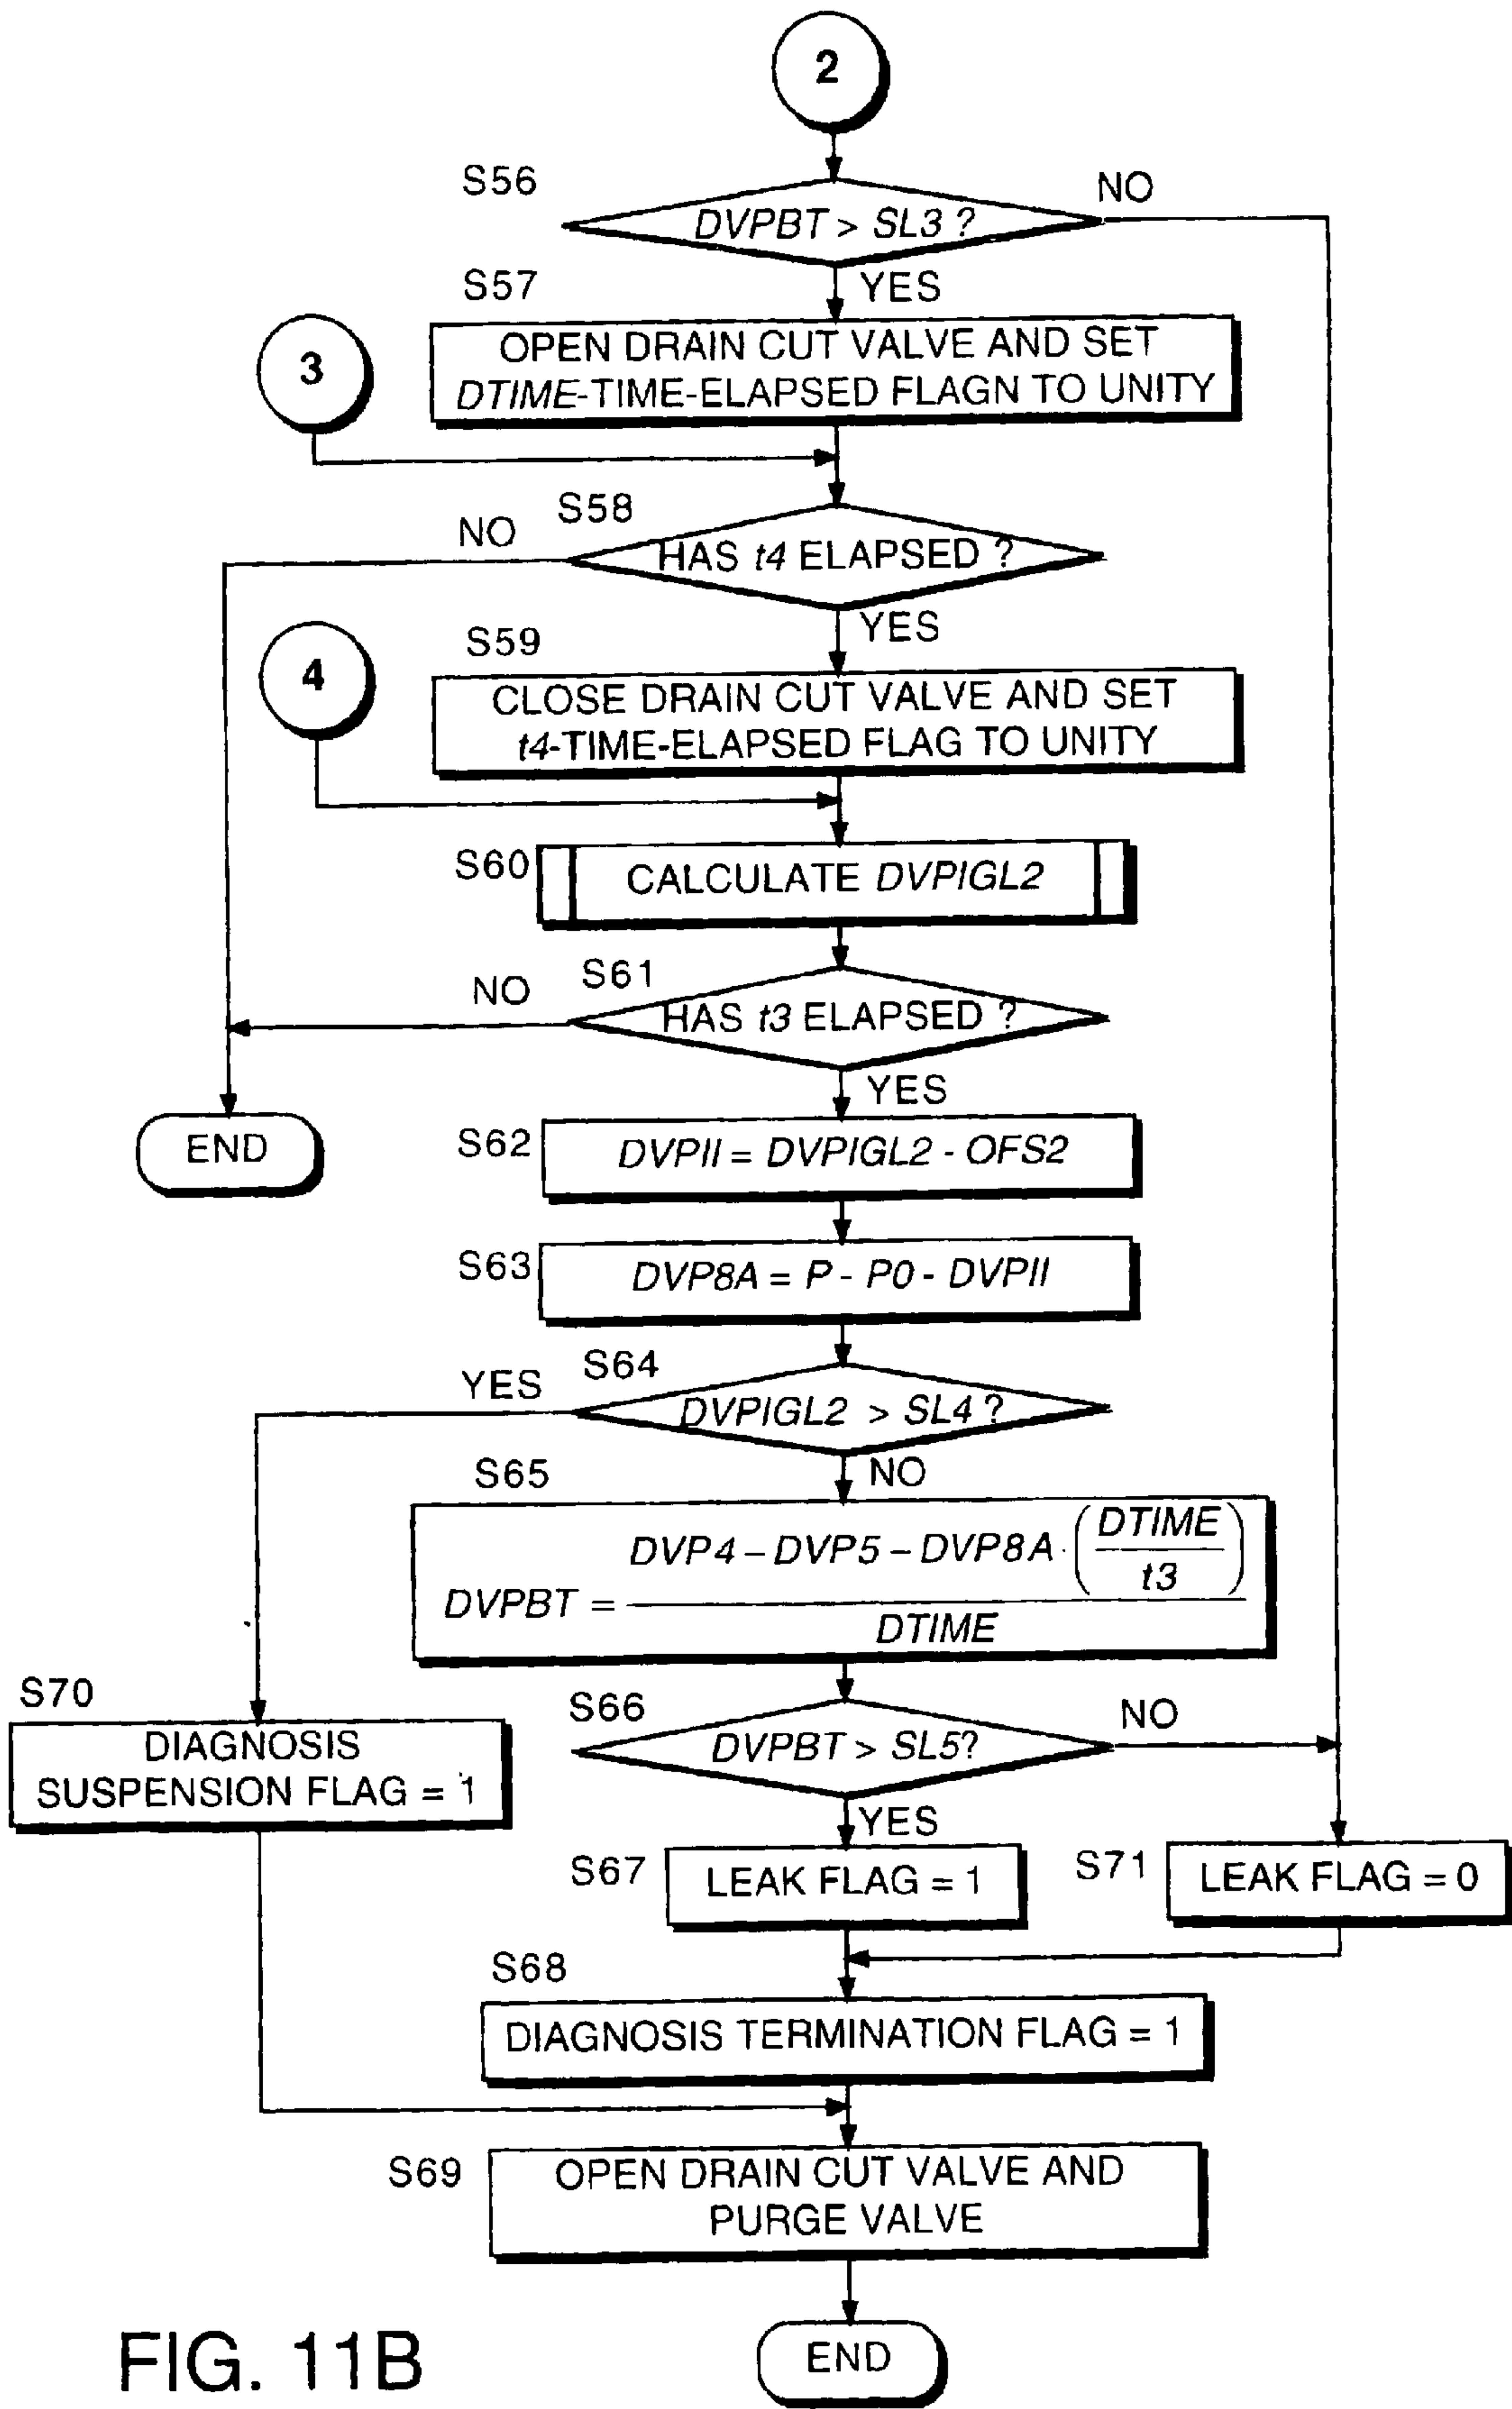 2
S56
DVPBT > SL3 ?
NO
YES
S57
OPEN DRAIN CUT VALVE AND SET
DTIME-TIME-ELAPSED FLAGN TO UNITY
3
S58
NO
HAS t4 ELAPSED ?
YES
S59
4
CLOSE DRAIN CUT VALVE AND SET
t4-TIME-ELAPSED FLAG TO UNITY
S60
CALCULATE DVPIGL2
S61
NO
HAS t3 ELAPSED ?
YES
END
S62
DVPII = DVPIGL2 - OFS2
S63
DVP8A = P - P0 - DVPII
S64
YES
DVPIGL2 > SL4 ?
NO
S65
DVPBT = (DVP4 – DVP5 – DVP8A · (DTIME / t3)) / DTIME
S70
DIAGNOSIS
SUSPENSION FLAG = 1
S66
DVPBT > SL5?
NO
YES
S67
LEAK FLAG = 1
S71
LEAK FLAG = 0
S68
DIAGNOSIS TERMINATION FLAG = 1
S69
OPEN DRAIN CUT VALVE AND
PURGE VALVE
END
FIG. 11B